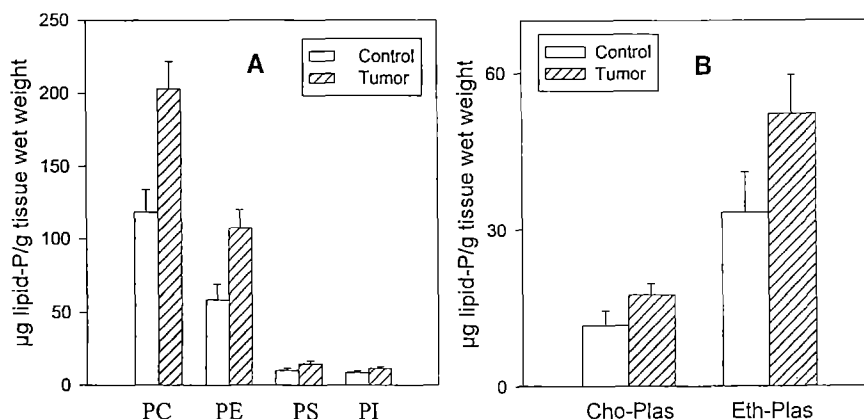 250
200
150
100
50
0
µg lipid-P/g tissue wet weight
A
Control
Tumor
PC PE PS PI
60
30
0
µg lipid-P/g tissue wet weight
Control
Tumor
B
Cho-Plas Eth-Plas